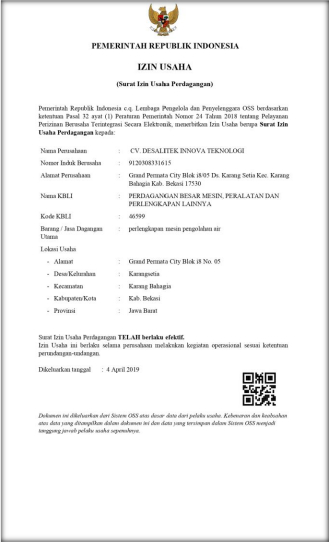 PEMERINTAH REPUBLIK INDONESIA
IZIN USAHA
(Surat Izin Usaha Perdagangan)
Pemerintah Republik Indonesia c.q. Lembaga Pengelola dan Penyelenggara OSS berdasarkan
ketentuan Pasal 32 ayat (1) Peraturan Pemerintah Nomor 24 Tahun 2018 tentang Pelayanan
Perizinan Berusaha Terintegrasi Secara Elektronik, menerbitkan Izin Usaha berupa Surat Izin
Usaha Perdagangan kepada:
Nama Perusahaan : CV. DESALITEK INNOVA TEKNOLOGI
Nomor Induk Berusaha : 9120308331615
Alamat Perusahaan : Grand Permata City Blok i8/05 Ds. Karang Setia Kec. Karang
Bahagia Kab. Bekasi 17530
Nama KBLI : PERDAGANGAN BESAR MESIN, PERALATAN DAN
PERLENGKAPAN LAINNYA
Kode KBLI : 46599
Barang / Jasa Dagangan : perlengkapan mesin pengolahan air
Utama
Lokasi Usaha
- Alamat : Grand Permata City Blok i8 No. 05
- Desa/Kelurahan : Karangsetia
- Kecamatan : Karang Bahagia
- Kabupaten/Kota : Kab. Bekasi
- Provinsi : Jawa Barat
Surat Izin Usaha Perdagangan TELAH berlaku efektif.
Izin Usaha ini berlaku selama perusahaan melakukan kegiatan operasional sesuai ketentuan
perundang-undangan.
Dikeluarkan tanggal : 4 April 2019
Dokumen ini dikeluarkan dari Sistem OSS atas dasar data dari pelaku usaha. Kebenaran dan keabsahan
atas data yang ditampilkan dalam dokumen ini dan data yang tersimpan dalam Sistem OSS menjadi
tanggung jawab pelaku usaha sepenuhnya.